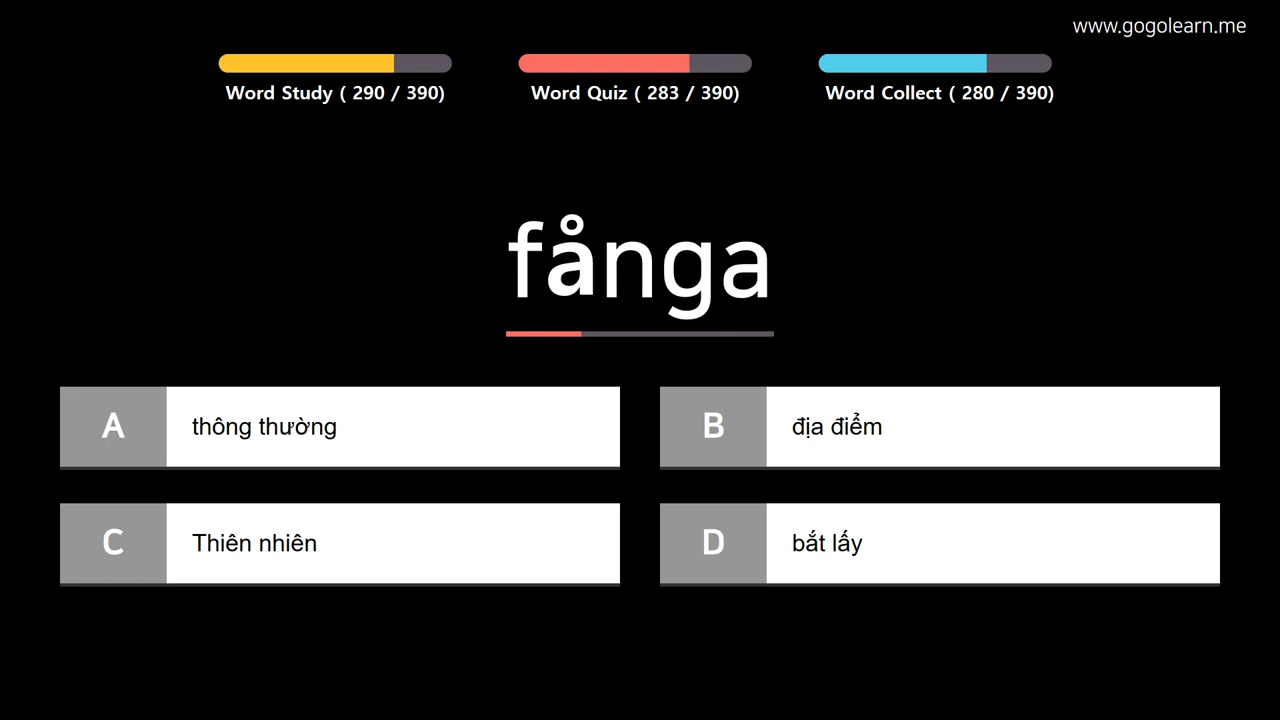 www.gogolearn.me
Word Study ( 290 / 390)
Word Quiz ( 283 / 390)
Word Collect ( 280 / 390)
fånga
A thông thường
B địa điểm
C Thiên nhiên
D bắt lấy